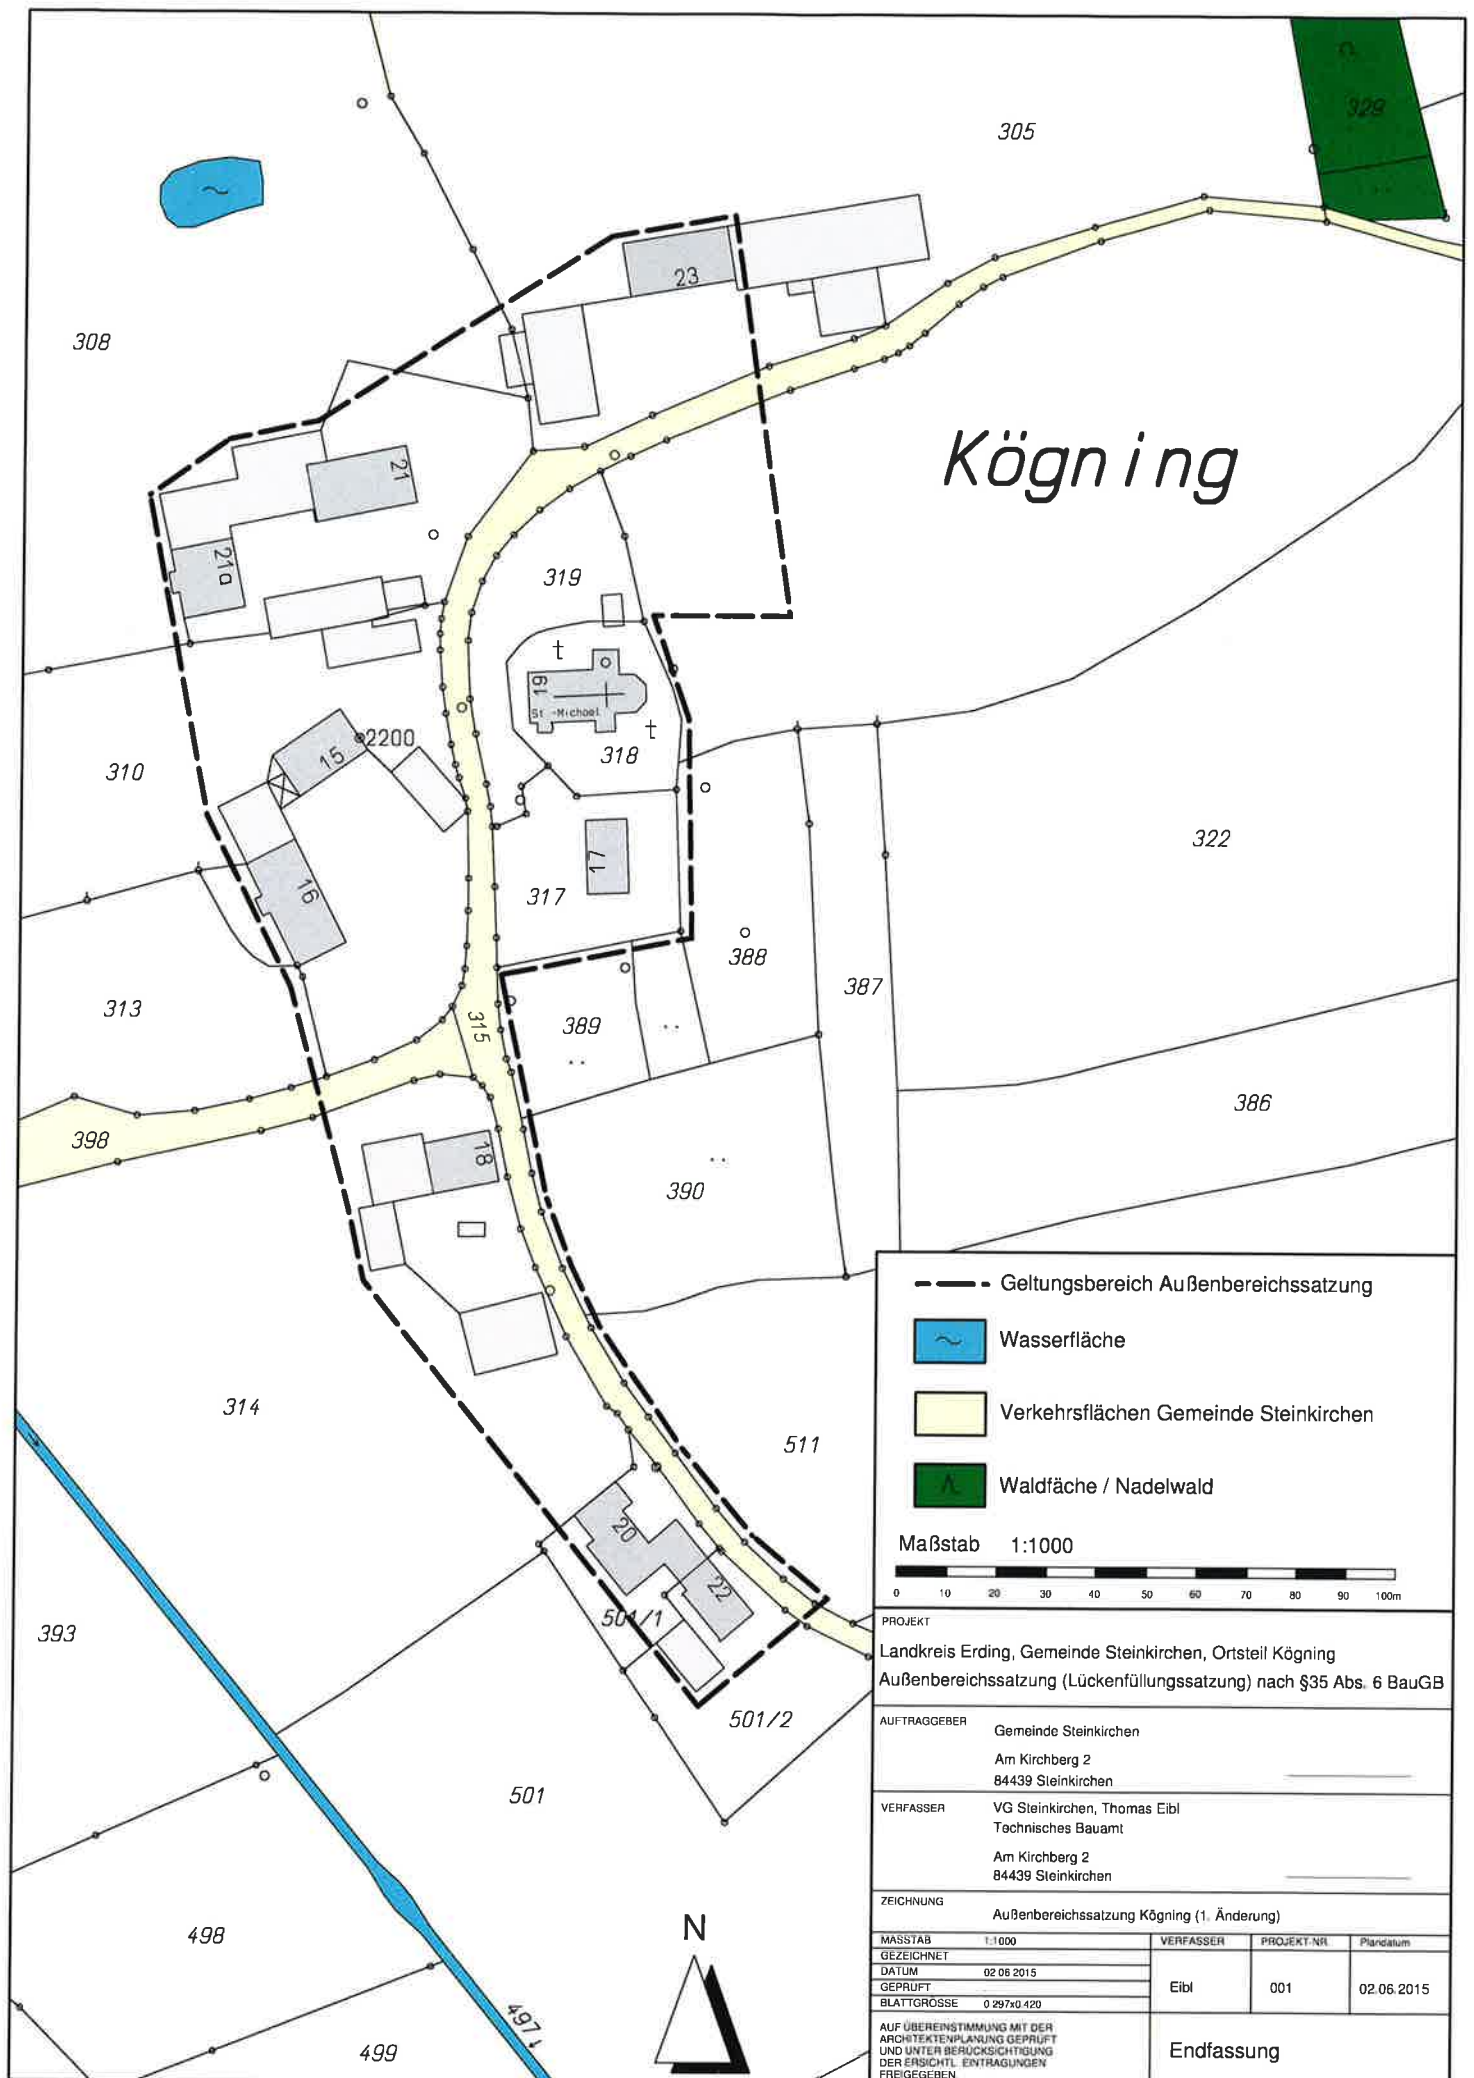 305
329
23
308
Kögning
21
21a
319
19
St.-Michael
318
2200
15
310
322
17
16
317
388
387
313
389
315
386
398
18
390
314
511
20
22
501/1
393
501/2
501
498
N
497
499
Geltungsbereich Außenbereichssatzung
Wasserfläche
Verkehrsflächen Gemeinde Steinkirchen
Waldfäche / Nadelwald
Maßstab 1:1000
0 10 20 30 40 50 60 70 80 90 100m
PROJEKT
Landkreis Erding, Gemeinde Steinkirchen, Ortsteil Kögning
Außenbereichssatzung (Lückenfüllungssatzung) nach §35 Abs. 6 BauGB
AUFTRAGGEBER
Gemeinde Steinkirchen
Am Kirchberg 2
84439 Steinkirchen
VERFASSER
VG Steinkirchen, Thomas Eibl
Technisches Bauamt
Am Kirchberg 2
84439 Steinkirchen
ZEICHNUNG
Außenbereichssatzung Kögning (1. Änderung)
MASSTAB 1:1000 VERFASSER PROJEKT-NR. Plandatum
GEZEICHNET
DATUM 02.06.2015
GEPRÜFT
Eibl 001 02.06.2015
BLATTGRÖSSE 0.297x0.420
AUF ÜBEREINSTIMMUNG MIT DER
ARCHITEKTENPLANUNG GEPRÜFT
UND UNTER BERÜCKSICHTIGUNG
DER ERSICHTL. EINTRAGUNGEN
FREIGEGEBEN
Endfassung